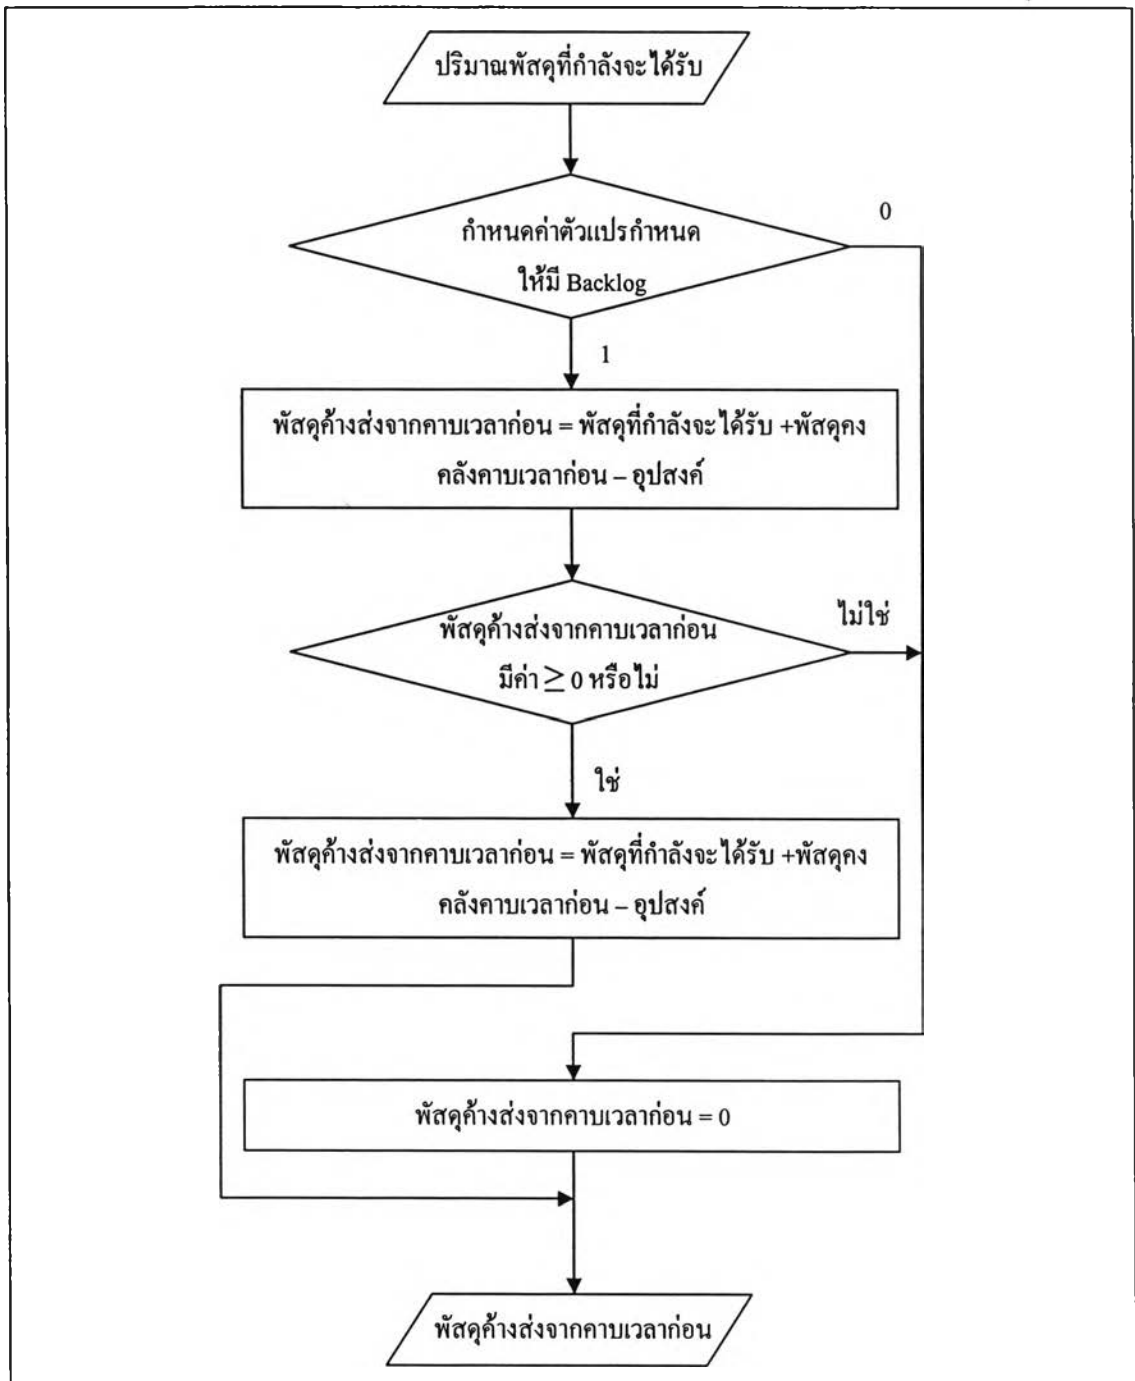 ปริมาณพัสดุที่กำลังจะได้รับ
0
กำหนดค่าตัวแปรกำหนด
ให้มี Backlog
1
พัสดุค้างส่งจากคาบเวลาก่อน = พัสดุที่กำลังจะได้รับ +พัสดุคง
คลังคาบเวลาก่อน – อุปสงค์
ไม่ใช่
พัสดุค้างส่งจากคาบเวลาก่อน
มีค่า ≥ 0 หรือไม่
ใช่
พัสดุค้างส่งจากคาบเวลาก่อน = พัสดุที่กำลังจะได้รับ +พัสดุคง
คลังคาบเวลาก่อน – อุปสงค์
พัสดุค้างส่งจากคาบเวลาก่อน = 0
พัสดุค้างส่งจากคาบเวลาก่อน